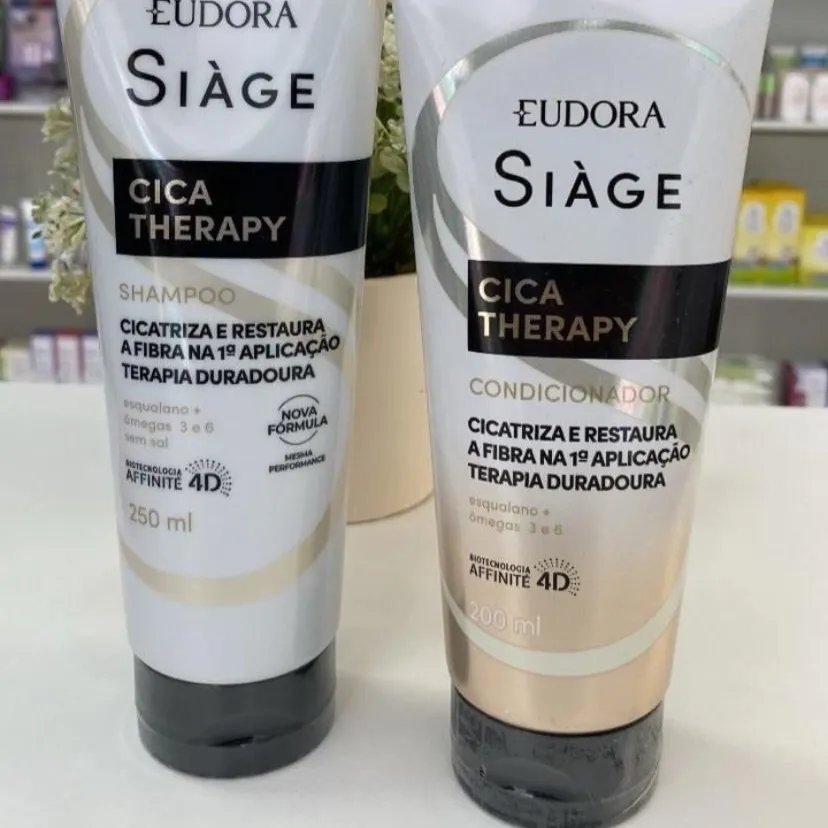 EUDORA
SIÀGE
CICA
THERAPY
SHAMPOO
CICATRIZA E RESTAURA
A FIBRA NA 1ª APLICAÇÃO
TERAPIA DURADOURA
esqualano +
ômegas 3 e 6
sem sal
NOVA
FÓRMULA
MESMA
PERFORMANCE
BIOTECNOLOGIA
AFFINITÉ 4D
250 ml
EUDORA
SIÀGE
CICA
THERAPY
CONDICIONADOR
CICATRIZA E RESTAURA
A FIBRA NA 1ª APLICAÇÃO
TERAPIA DURADOURA
esqualano +
ômegas 3 e 6
BIOTECNOLOGIA
AFFINITÉ 4D
200 ml